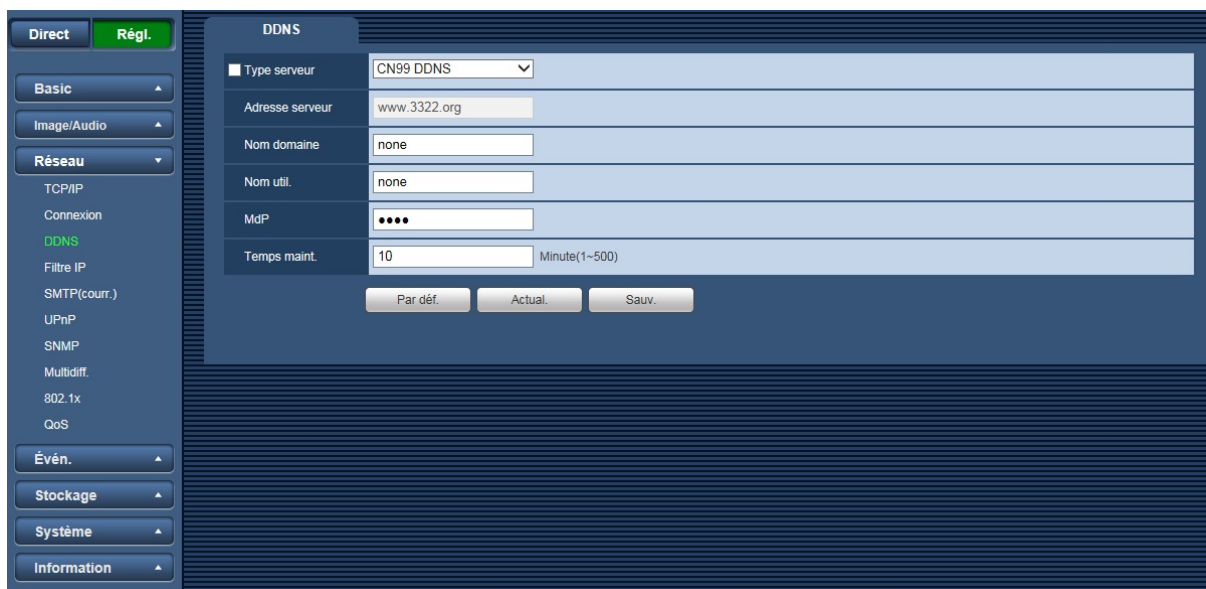 Direct
Régl.
Basic
Image/Audio
Réseau
TCP/IP
Connexion
DDNS
Filtre IP
SMTP(courr.)
UPnP
SNMP
Multidiff.
802.1x
QoS
Évén.
Stockage
Système
Information
DDNS
Type serveur
CN99 DDNS
Adresse serveur
www.3322.org
Nom domaine
none
Nom util.
none
MdP
••••
Temps maint.
10
Minute(1~500)
Par déf.
Actual.
Sauv.